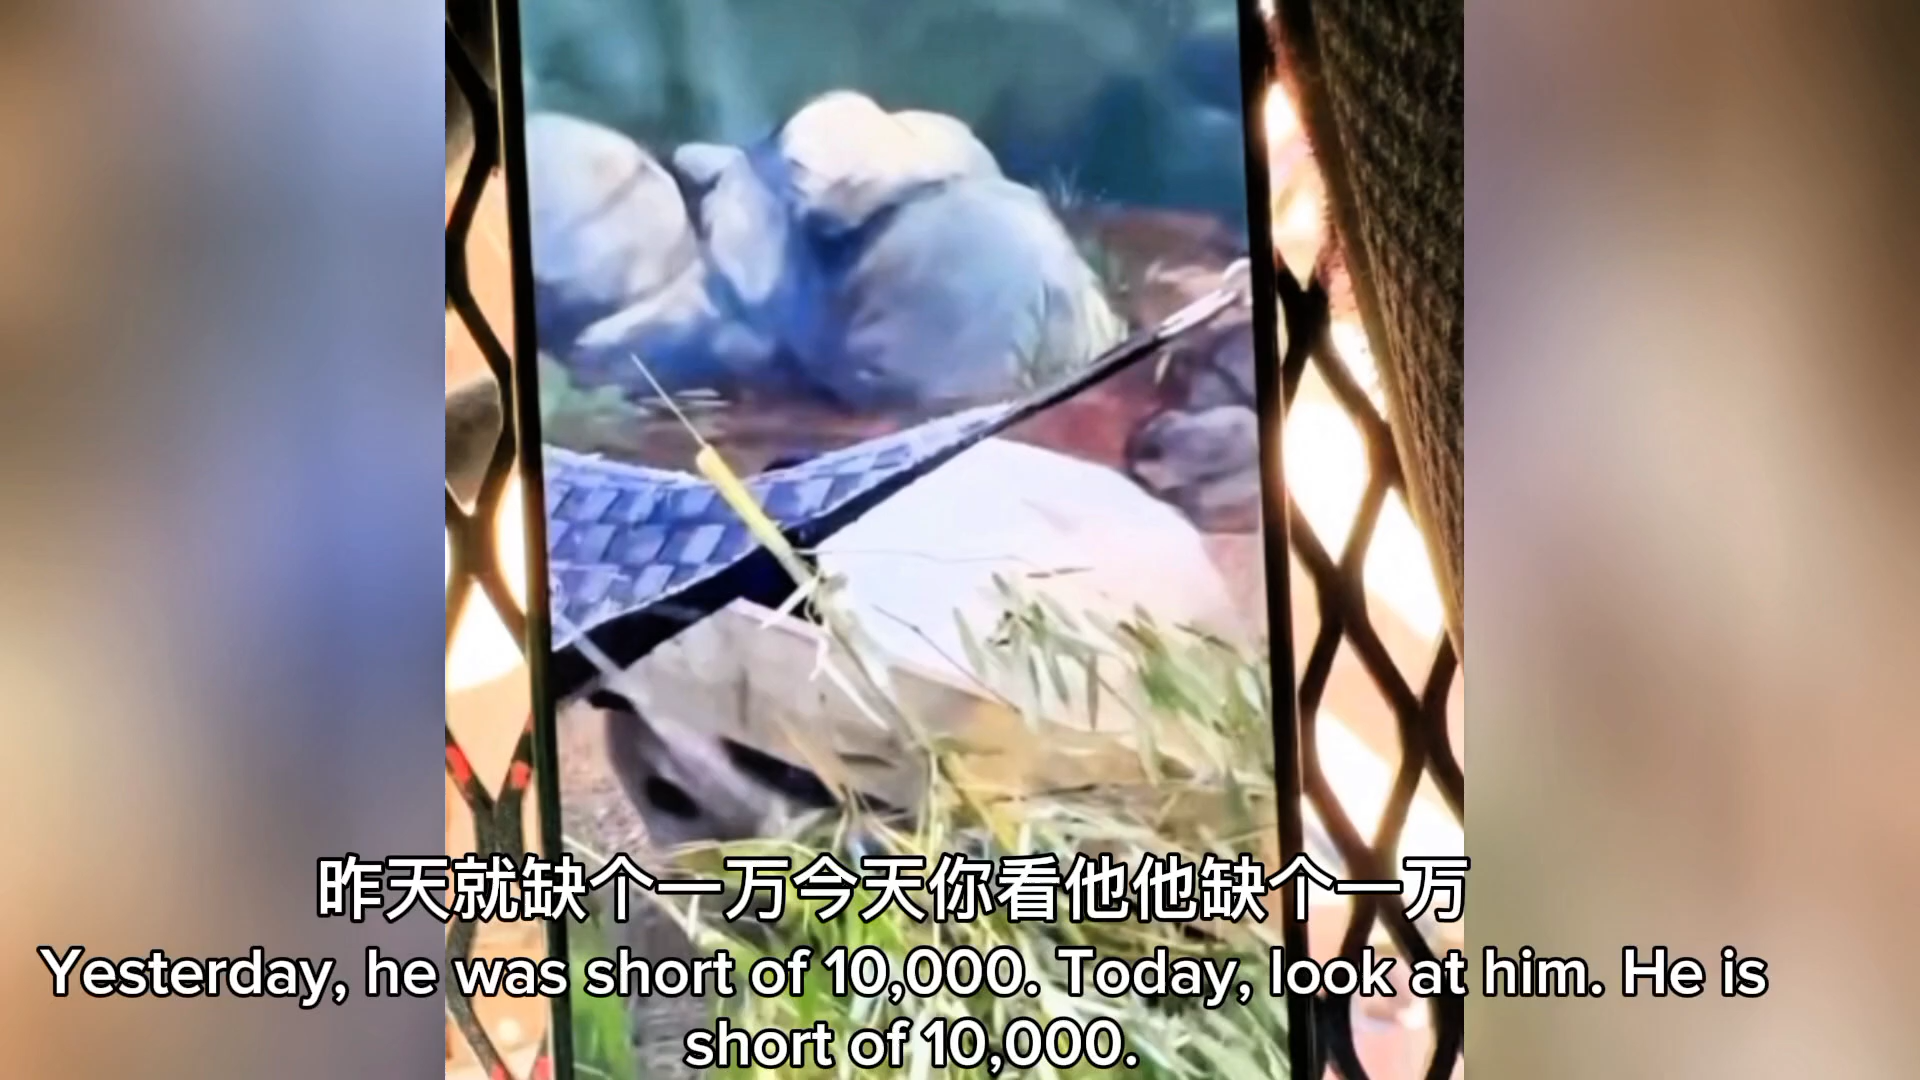 昨天就缺个一万今天你看他他缺个一万
Yesterday, he was short of 10,000. Today, look at him. He is
short of 10,000.